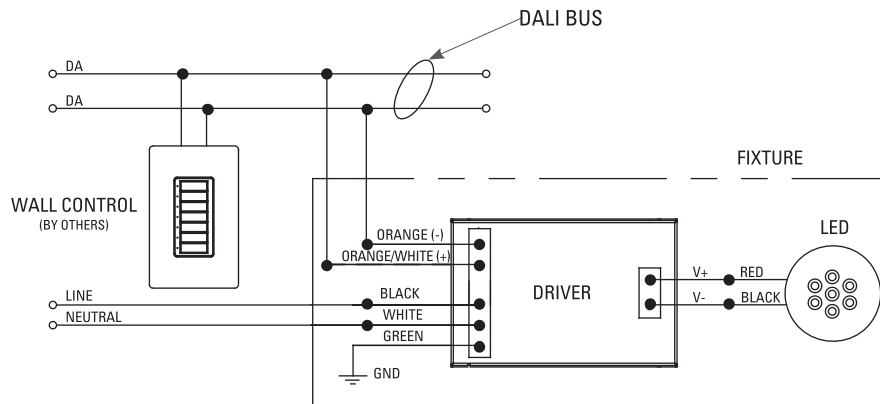 DALI BUS
DA
DA
FIXTURE
WALL CONTROL
(BY OTHERS)
LED
ORANGE (-)
ORANGE/WHITE (+)
V+
RED
DRIVER
LINE
BLACK
V-
BLACK
NEUTRAL
WHITE
GREEN
GND